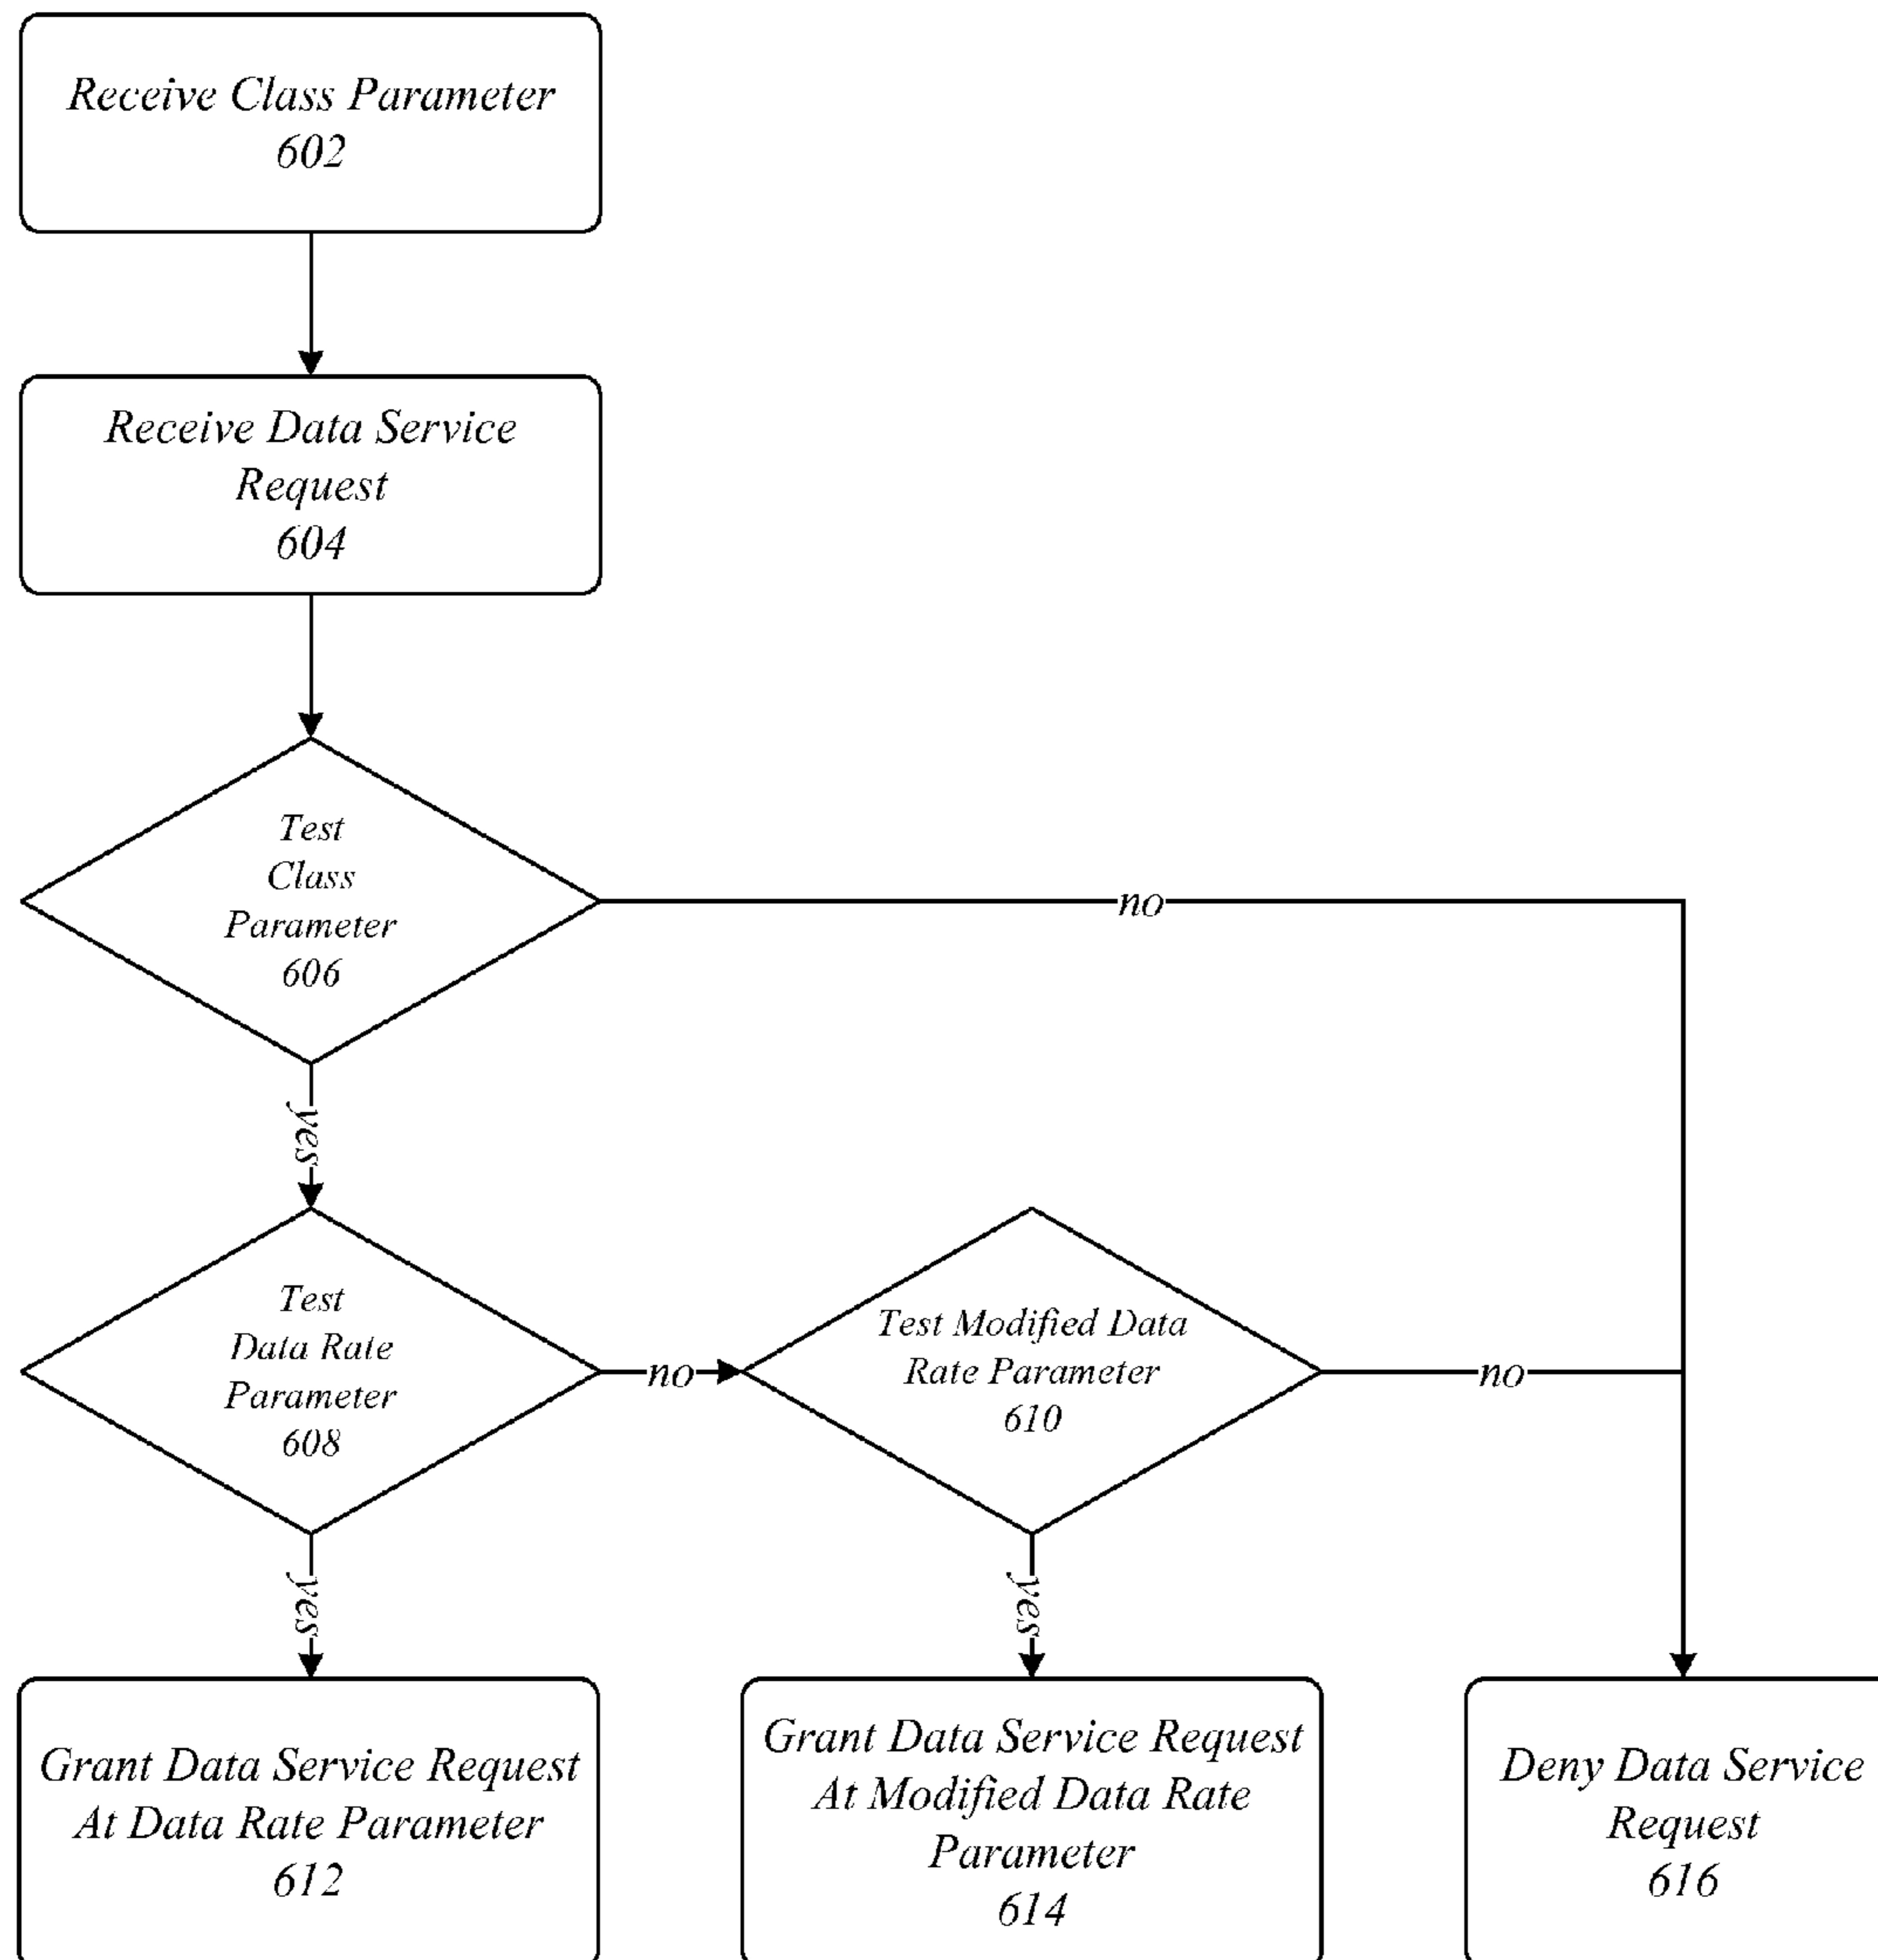 Receive Class Parameter
602
Receive Data Service
Request
604
Test
Class
Parameter
606
no
yes
Test
Data Rate
Parameter
608
no
Test Modified Data
Rate Parameter
610
no
yes
yes
Grant Data Service Request
At Data Rate Parameter
612
Grant Data Service Request
At Modified Data Rate
Parameter
614
Deny Data Service
Request
616